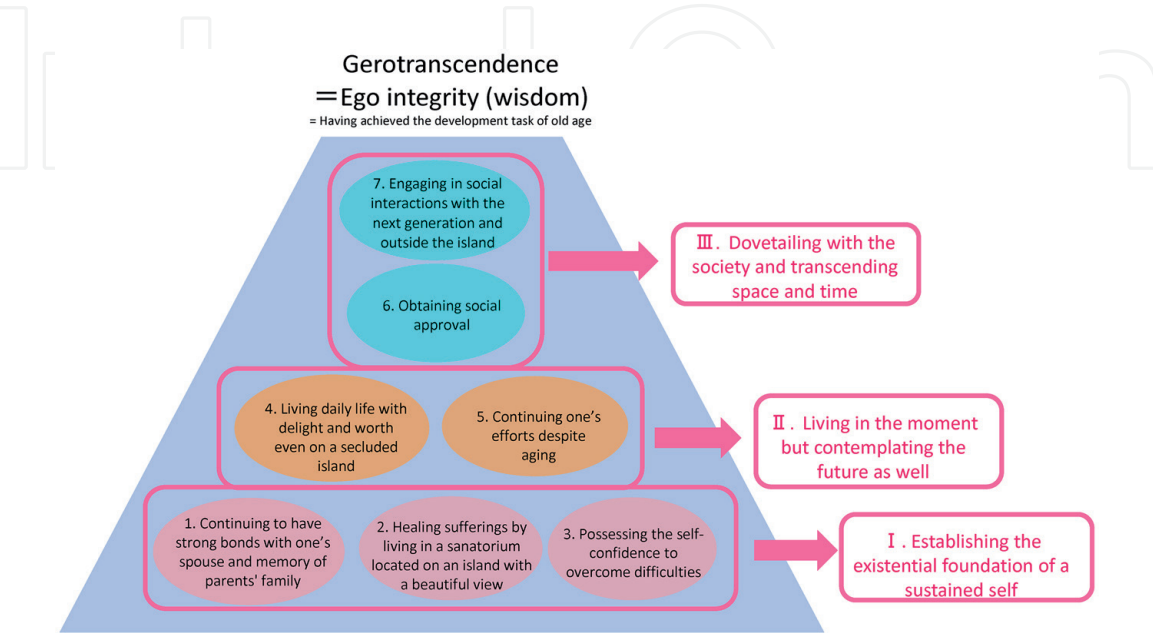 Gerotranscendence
＝Ego integrity (wisdom)
= Having achieved the development task of old age
7. Engaging in social
interactions with the
next generation and
outside the island
6. Obtaining social
approval
Ⅲ. Dovetailing with the
society and transcending
space and time
4. Living daily life with
delight and worth
even on a secluded
island
5. Continuing one's
efforts despite
aging
Ⅱ. Living in the moment
but contemplating the
future as well
1. Continuing to have
strong bonds with one's
spouse and memory of
parents' family
2. Healing sufferings by
living in a sanatorium
located on an island with
a beautiful view
3. Possessing the self-
confidence to
overcome difficulties
Ⅰ. Establishing the
existential foundation of a
sustained self